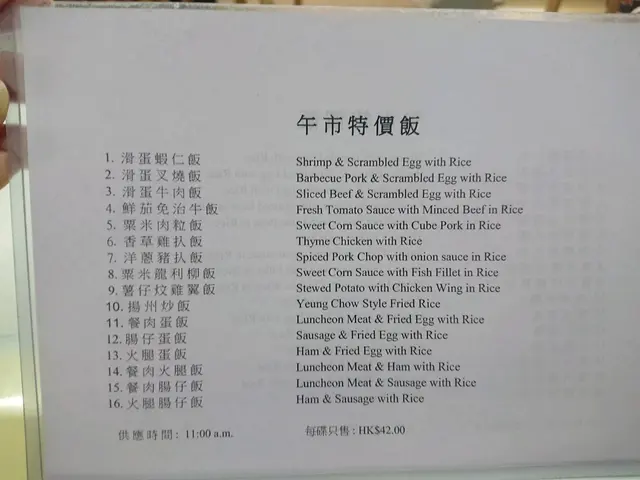 午市特價飯
1. 滑蛋蝦仁飯 Shrimp & Scrambled Egg with Rice
2. 滑蛋叉燒飯 Barbecue Pork & Scrambled Egg with Rice
3. 滑蛋牛肉飯 Sliced Beef & Scrambled Egg with Rice
4. 鮮茄免治牛飯 Fresh Tomato Sauce with Minced Beef in Rice
5. 粟米肉粒飯 Sweet Corn Sauce with Cube Pork in Rice
6. 香草雞扒飯 Thyme Chicken with Rice
7. 洋蔥豬扒飯 Spiced Pork Chop with onion sauce in Rice
8. 粟米龍利柳飯 Sweet Corn Sauce with Fish Fillet in Rice
9. 薯仔炆雞翼飯 Stewed Potato with Chicken Wing in Rice
10. 揚州炒飯 Yeung Chow Style Fried Rice
11. 餐肉蛋飯 Luncheon Meat & Fried Egg with Rice
12. 腸仔蛋飯 Sausage & Fried Egg with Rice
13. 火腿蛋飯 Ham & Fried Egg with Rice
14. 餐肉火腿飯 Luncheon Meat & Ham with Rice
15. 餐肉腸仔飯 Luncheon Meat & Sausage with Rice
16. 火腿腸仔飯 Ham & Sausage with Rice
供應時間: 11:00 a.m. 每碟只售: HK$42.00